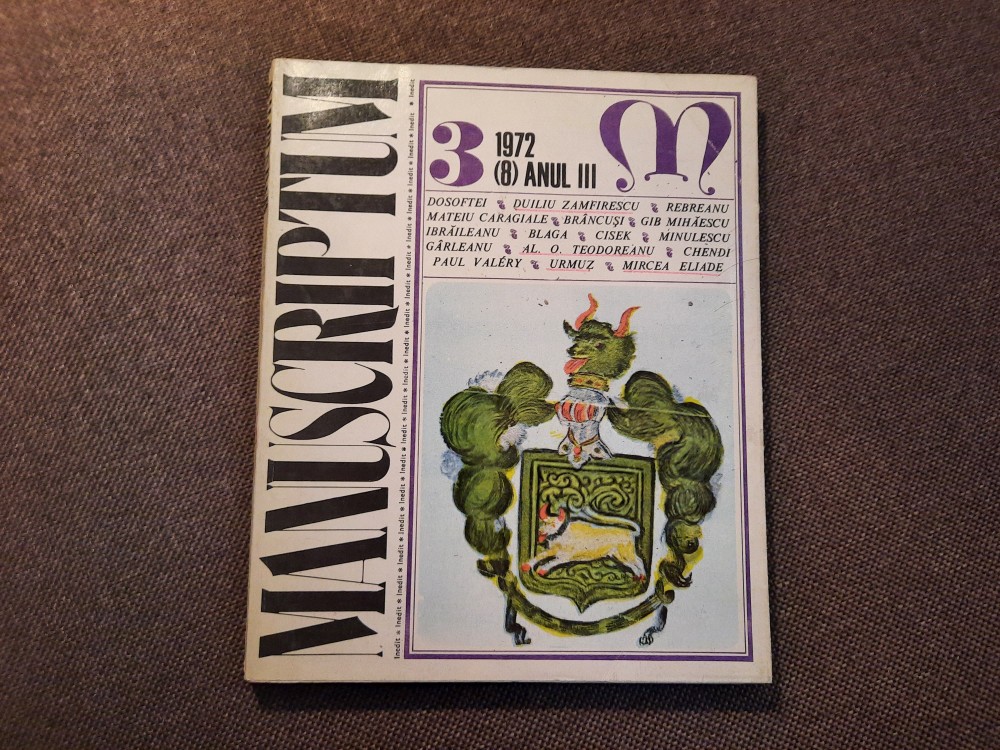 MANUSCRIPTUM
Inedit * Inedit * Inedit * Inedit * Inedit * Inedit * Inedit * Inedit * Inedit * Inedit * Inedit * Inedit * Inedit * Inedit * Inedit * Inedit * Inedit * Inedit * Inedit * Inedit *
3 1972 M
(8) ANUL III
DOSOFTEI DUILIU ZAMFIRESCU REBREANU
MATEIU CARAGIALE BRÂNCUȘI GIB MIHĂESCU
IBRĂILEANU BLAGA CISEK MINULESCU
GÂRLEANU AL. O. TEODOREANU CHENDI
PAUL VALÉRY URMUZ MIRCEA ELIADE